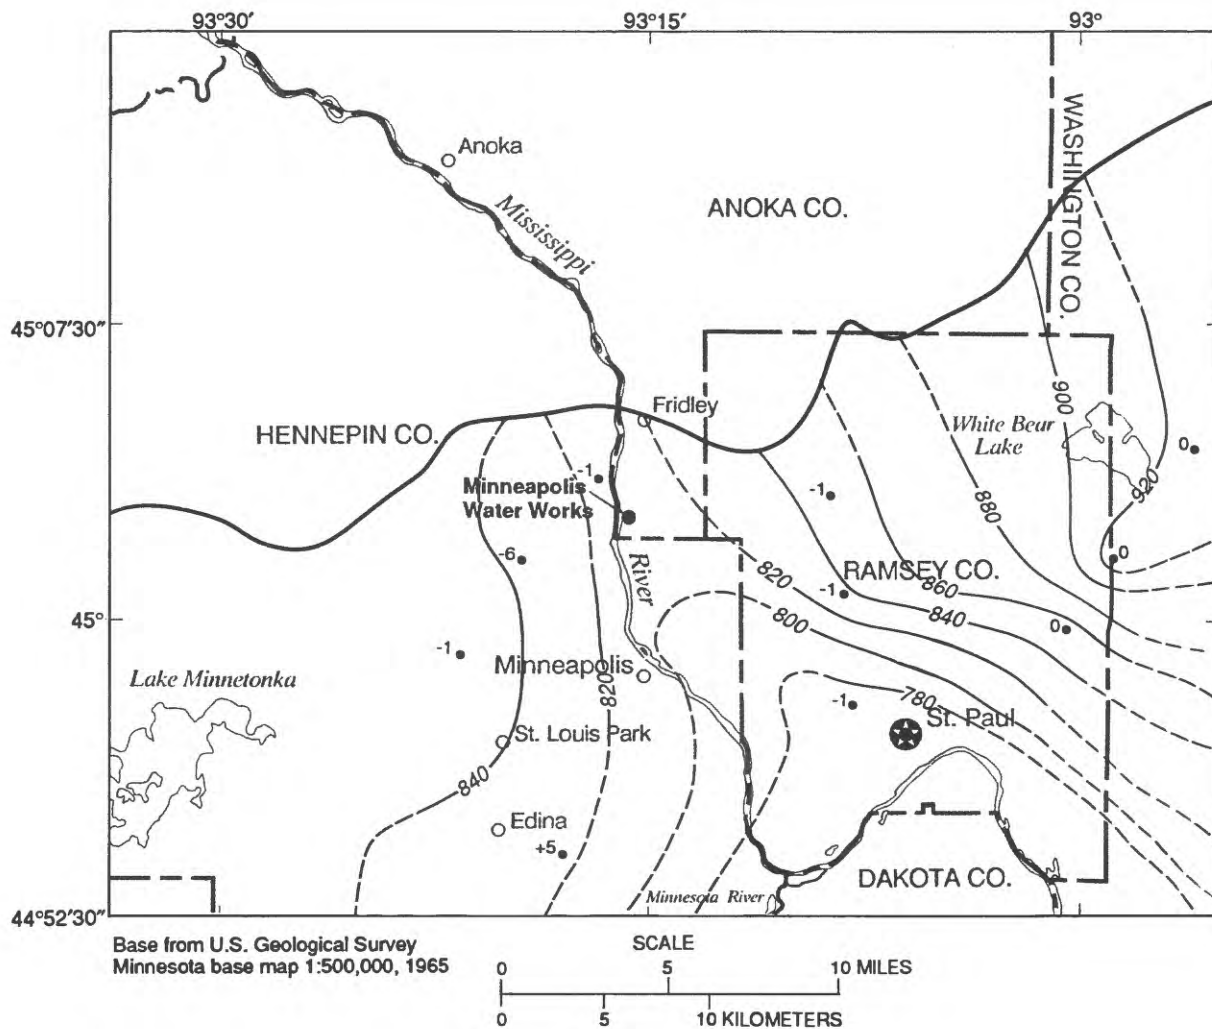 93°30′
93°15′
93°
Anoka
Mississippi
ANOKA CO.
WASHINGTON CO.
45°07′30″
Fridley
HENNEPIN CO.
White Bear
Lake
900
920
0
-1
Minneapolis
Water Works
-1
880
-6
River
820
RAMSEY CO.
0
860
-1
840
800
0
45°
-1
Minneapolis
Lake Minnetonka
820
780
-1
St. Paul
St. Louis Park
840
Edina
+5
Minnesota River
DAKOTA CO.
44°52′30″
Base from U.S. Geological Survey
Minnesota base map 1:500,000, 1965
SCALE
0 5 10 MILES
0 5 10 KILOMETERS